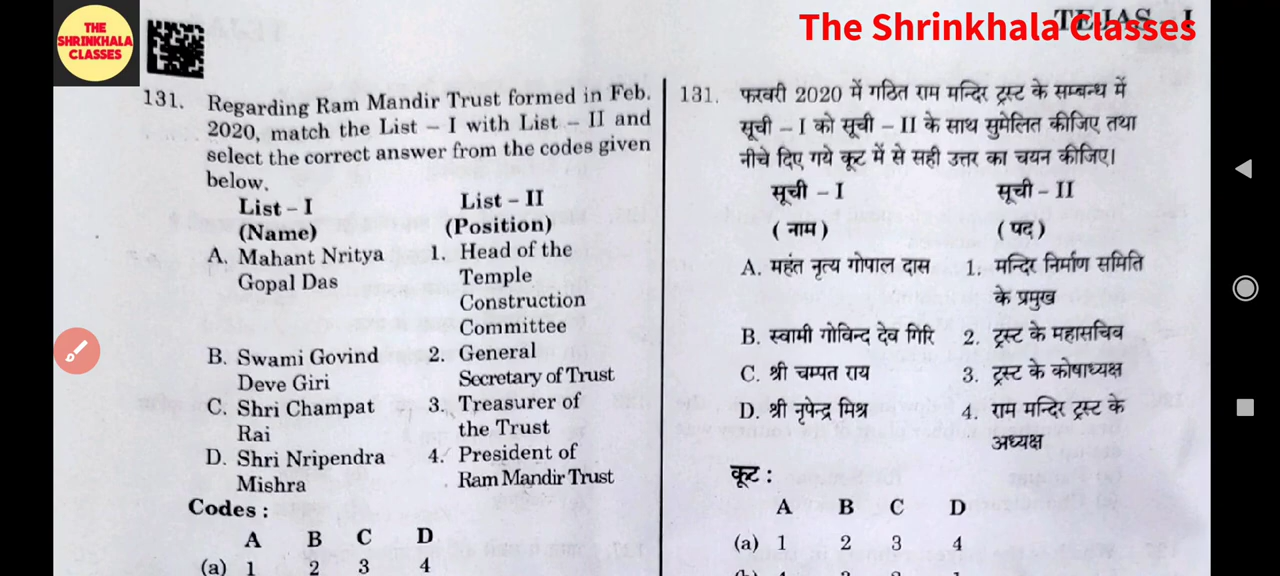 THE
SHRINKHALA
CLASSES
The Shrinkhala Classes
131. Regarding Ram Mandir Trust formed in Feb.
2020, match the List – I with List – II and
select the correct answer from the codes given
below.
List – I List – II
(Name) (Position)
A. Mahant Nritya 1. Head of the
Gopal Das Temple
Construction
Committee
B. Swami Govind 2. General
Deve Giri Secretary of Trust
C. Shri Champat 3. Treasurer of
Rai the Trust
D. Shri Nripendra 4. President of
Mishra Ram Mandir Trust
Codes :
A B C D
(a) 1 2 3 4
131. फरवरी 2020 में गठित राम मन्दिर ट्रस्ट के सम्बन्ध में
सूची – I को सूची – II के साथ सुमेलित कीजिए तथा
नीचे दिए गये कूट में से सही उत्तर का चयन कीजिए।
सूची – I सूची – II
( नाम ) ( पद )
A. महंत नृत्य गोपाल दास 1. मन्दिर निर्माण समिति
के प्रमुख
B. स्वामी गोविन्द देव गिरि 2. ट्रस्ट के महासचिव
C. श्री चम्पत राय 3. ट्रस्ट के कोषाध्यक्ष
D. श्री नृपेन्द्र मिश्र 4. राम मन्दिर ट्रस्ट के
अध्यक्ष
कूट :
A B C D
(a) 1 2 3 4